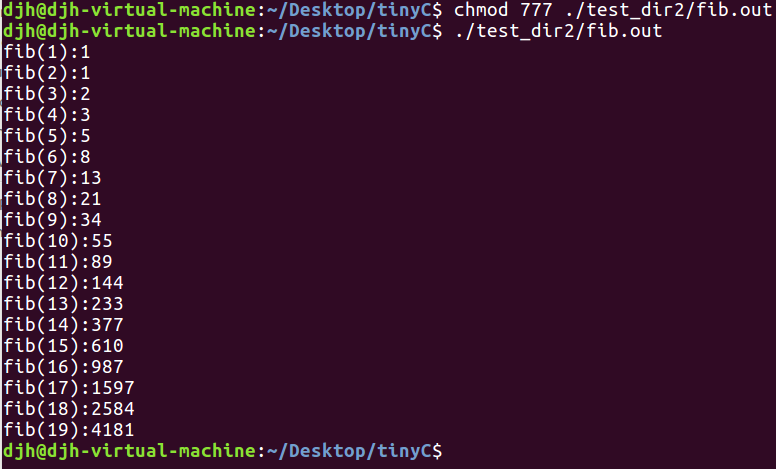 djh@djh-virtual-machine:~/Desktop/tinyC$ chmod 777 ./test_dir2/fib.out
djh@djh-virtual-machine:~/Desktop/tinyC$ ./test_dir2/fib.out
fib(1):1
fib(2):1
fib(3):2
fib(4):3
fib(5):5
fib(6):8
fib(7):13
fib(8):21
fib(9):34
fib(10):55
fib(11):89
fib(12):144
fib(13):233
fib(14):377
fib(15):610
fib(16):987
fib(17):1597
fib(18):2584
fib(19):4181
djh@djh-virtual-machine:~/Desktop/tinyC$